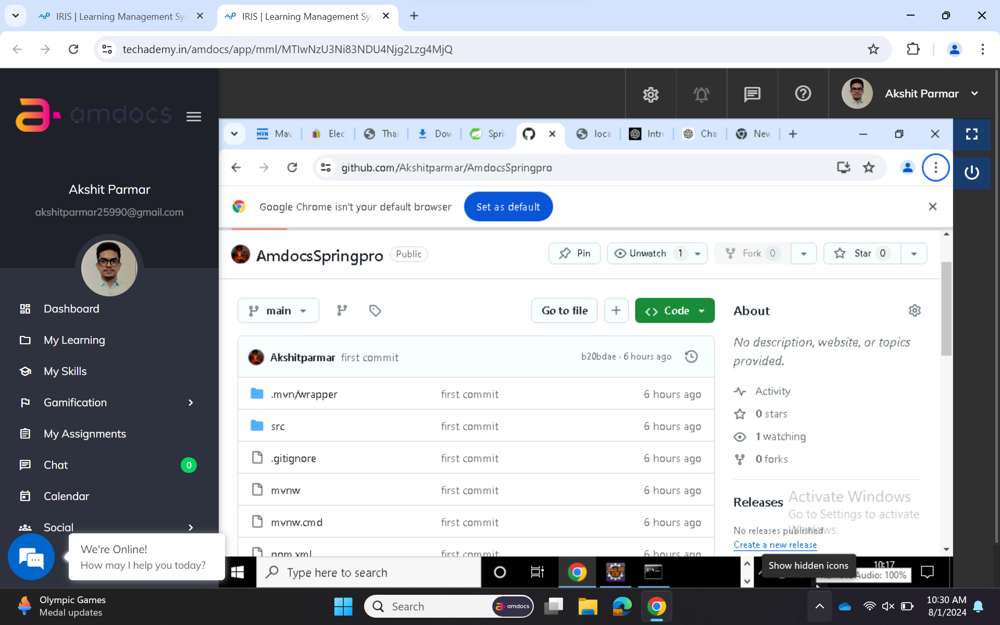 IRIS | Learning Management Sys
IRIS | Learning Management Sys
techademy.in/amdocs/app/mml/MTIwNzU3Ni83NDU4Njg2Lzg4MjQ
amdocs
Akshit Parmar
Akshit Parmar
akshitparmar25990@gmail.com
Dashboard
My Learning
My Skills
Gamification
My Assignments
Chat
0
Calendar
Social
We're Online!
How may I help you today?
MVN Mav
Elec
Thar
Dow
Sprin
loca
Intro
Cha
New
github.com/Akshitparmar/AmdocsSpringpro
Google Chrome isn't your default browser
Set as default
AmdocsSpringpro
Public
Pin
Unwatch 1
Fork 0
Star 0
main
Go to file
Code
Akshitparmar first commit b20bdae · 6 hours ago
.mvn/wrapper first commit 6 hours ago
src first commit 6 hours ago
.gitignore first commit 6 hours ago
mvnw first commit 6 hours ago
mvnw.cmd first commit 6 hours ago
pom.xml first commit 6 hours ago
About
No description, website, or topics
provided.
Activity
0 stars
1 watching
0 forks
Releases
No releases published
Create a new release
Activate Windows
Go to Settings to activate
Windows.
Type here to search
Show hidden icons
10:17
Audio: 100%
Olympic Games
Medal updates
Search
amdocs
10:30 AM
8/1/2024